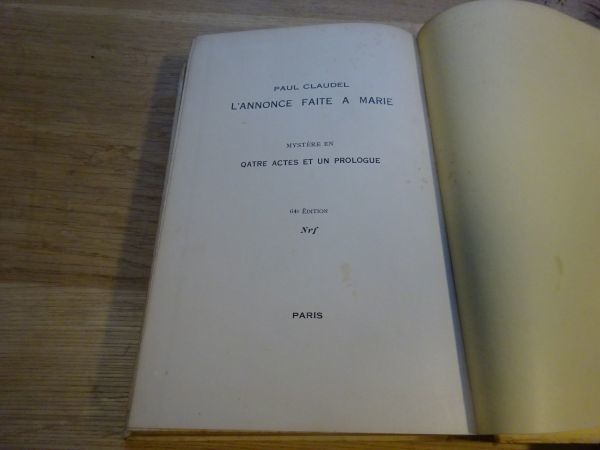 PAUL CLAUDEL
L'ANNONCE FAITE A MARIE
MYSTÈRE EN
QATRE ACTES ET UN PROLOGUE
64e ÉDITION
Nrf
PARIS